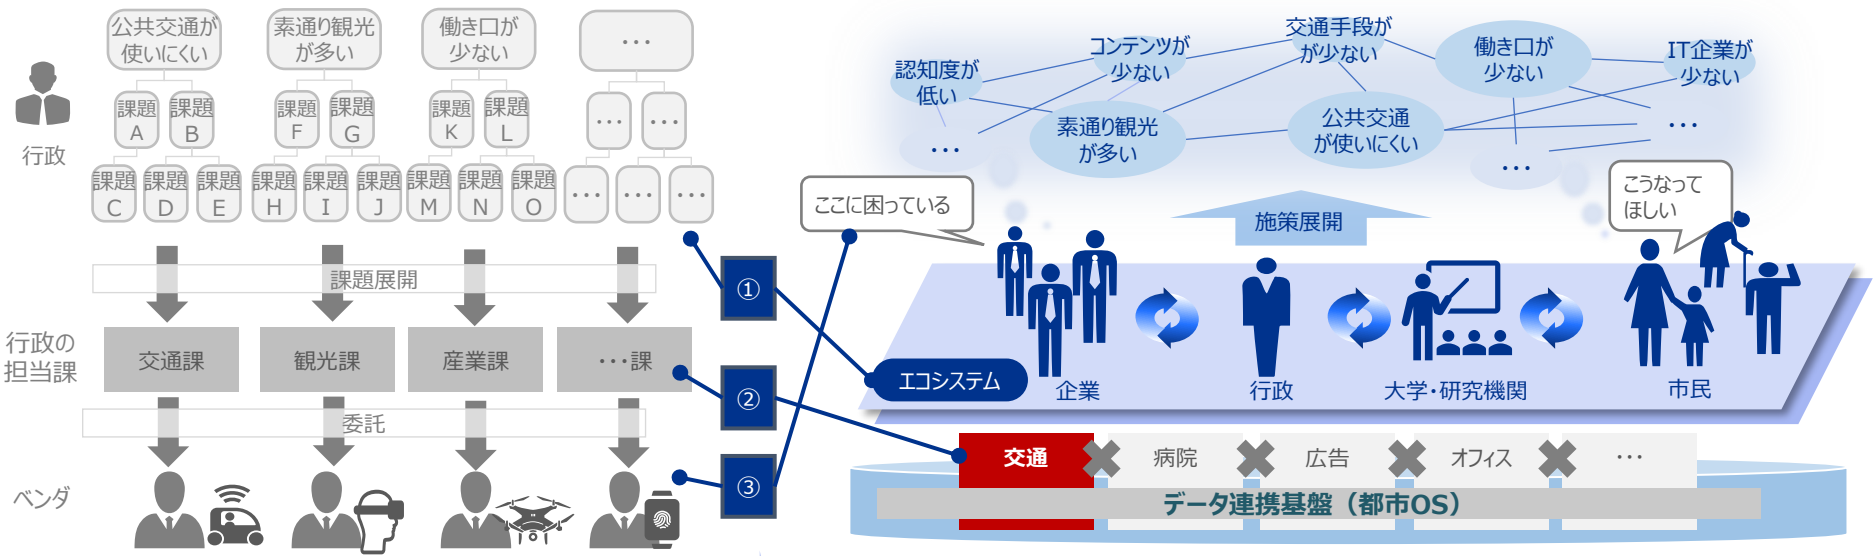 公共交通が
使いにくい
素通り観光
が多い
働き口が
少ない
・・・
課題
A
課題
B
課題
F
課題
G
課題
K
課題
L
・・・
・・・
行政
課題
C
課題
D
課題
E
課題
H
課題
I
課題
J
課題
M
課題
N
課題
O
・・・
・・・
・・・
課題展開
行政の
担当課
交通課
観光課
産業課
・・・課
委託
ベンダ
①
②
③
認知度が
低い
コンテンツが
少ない
交通手段が
が少ない
働き口が
少ない
IT企業が
少ない
・・・
素通り観光
が多い
公共交通
が使いにくい
・・・
・・・
ここに困っている
施策展開
こうなって
ほしい
エコシステム
企業
行政
大学・研究機関
市民
交通
病院
広告
オフィス
・・・
データ連携基盤（都市OS）